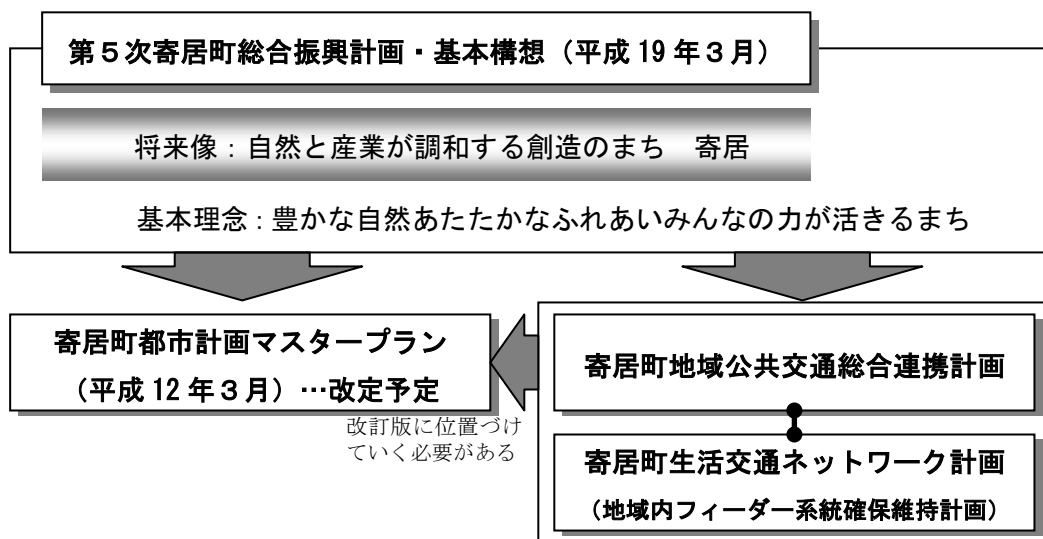 第５次寄居町総合振興計画・基本構想（平成 19 年３月）
将来像：自然と産業が調和する創造のまち　寄居
基本理念：豊かな自然あたたかなふれあいみんなの力が活きるまち
寄居町都市計画マスタープラン
（平成 12 年３月）…改定予定
改訂版に位置づけ
ていく必要がある
寄居町地域公共交通総合連携計画
寄居町生活交通ネットワーク計画
（地域内フィーダー系統確保維持計画）